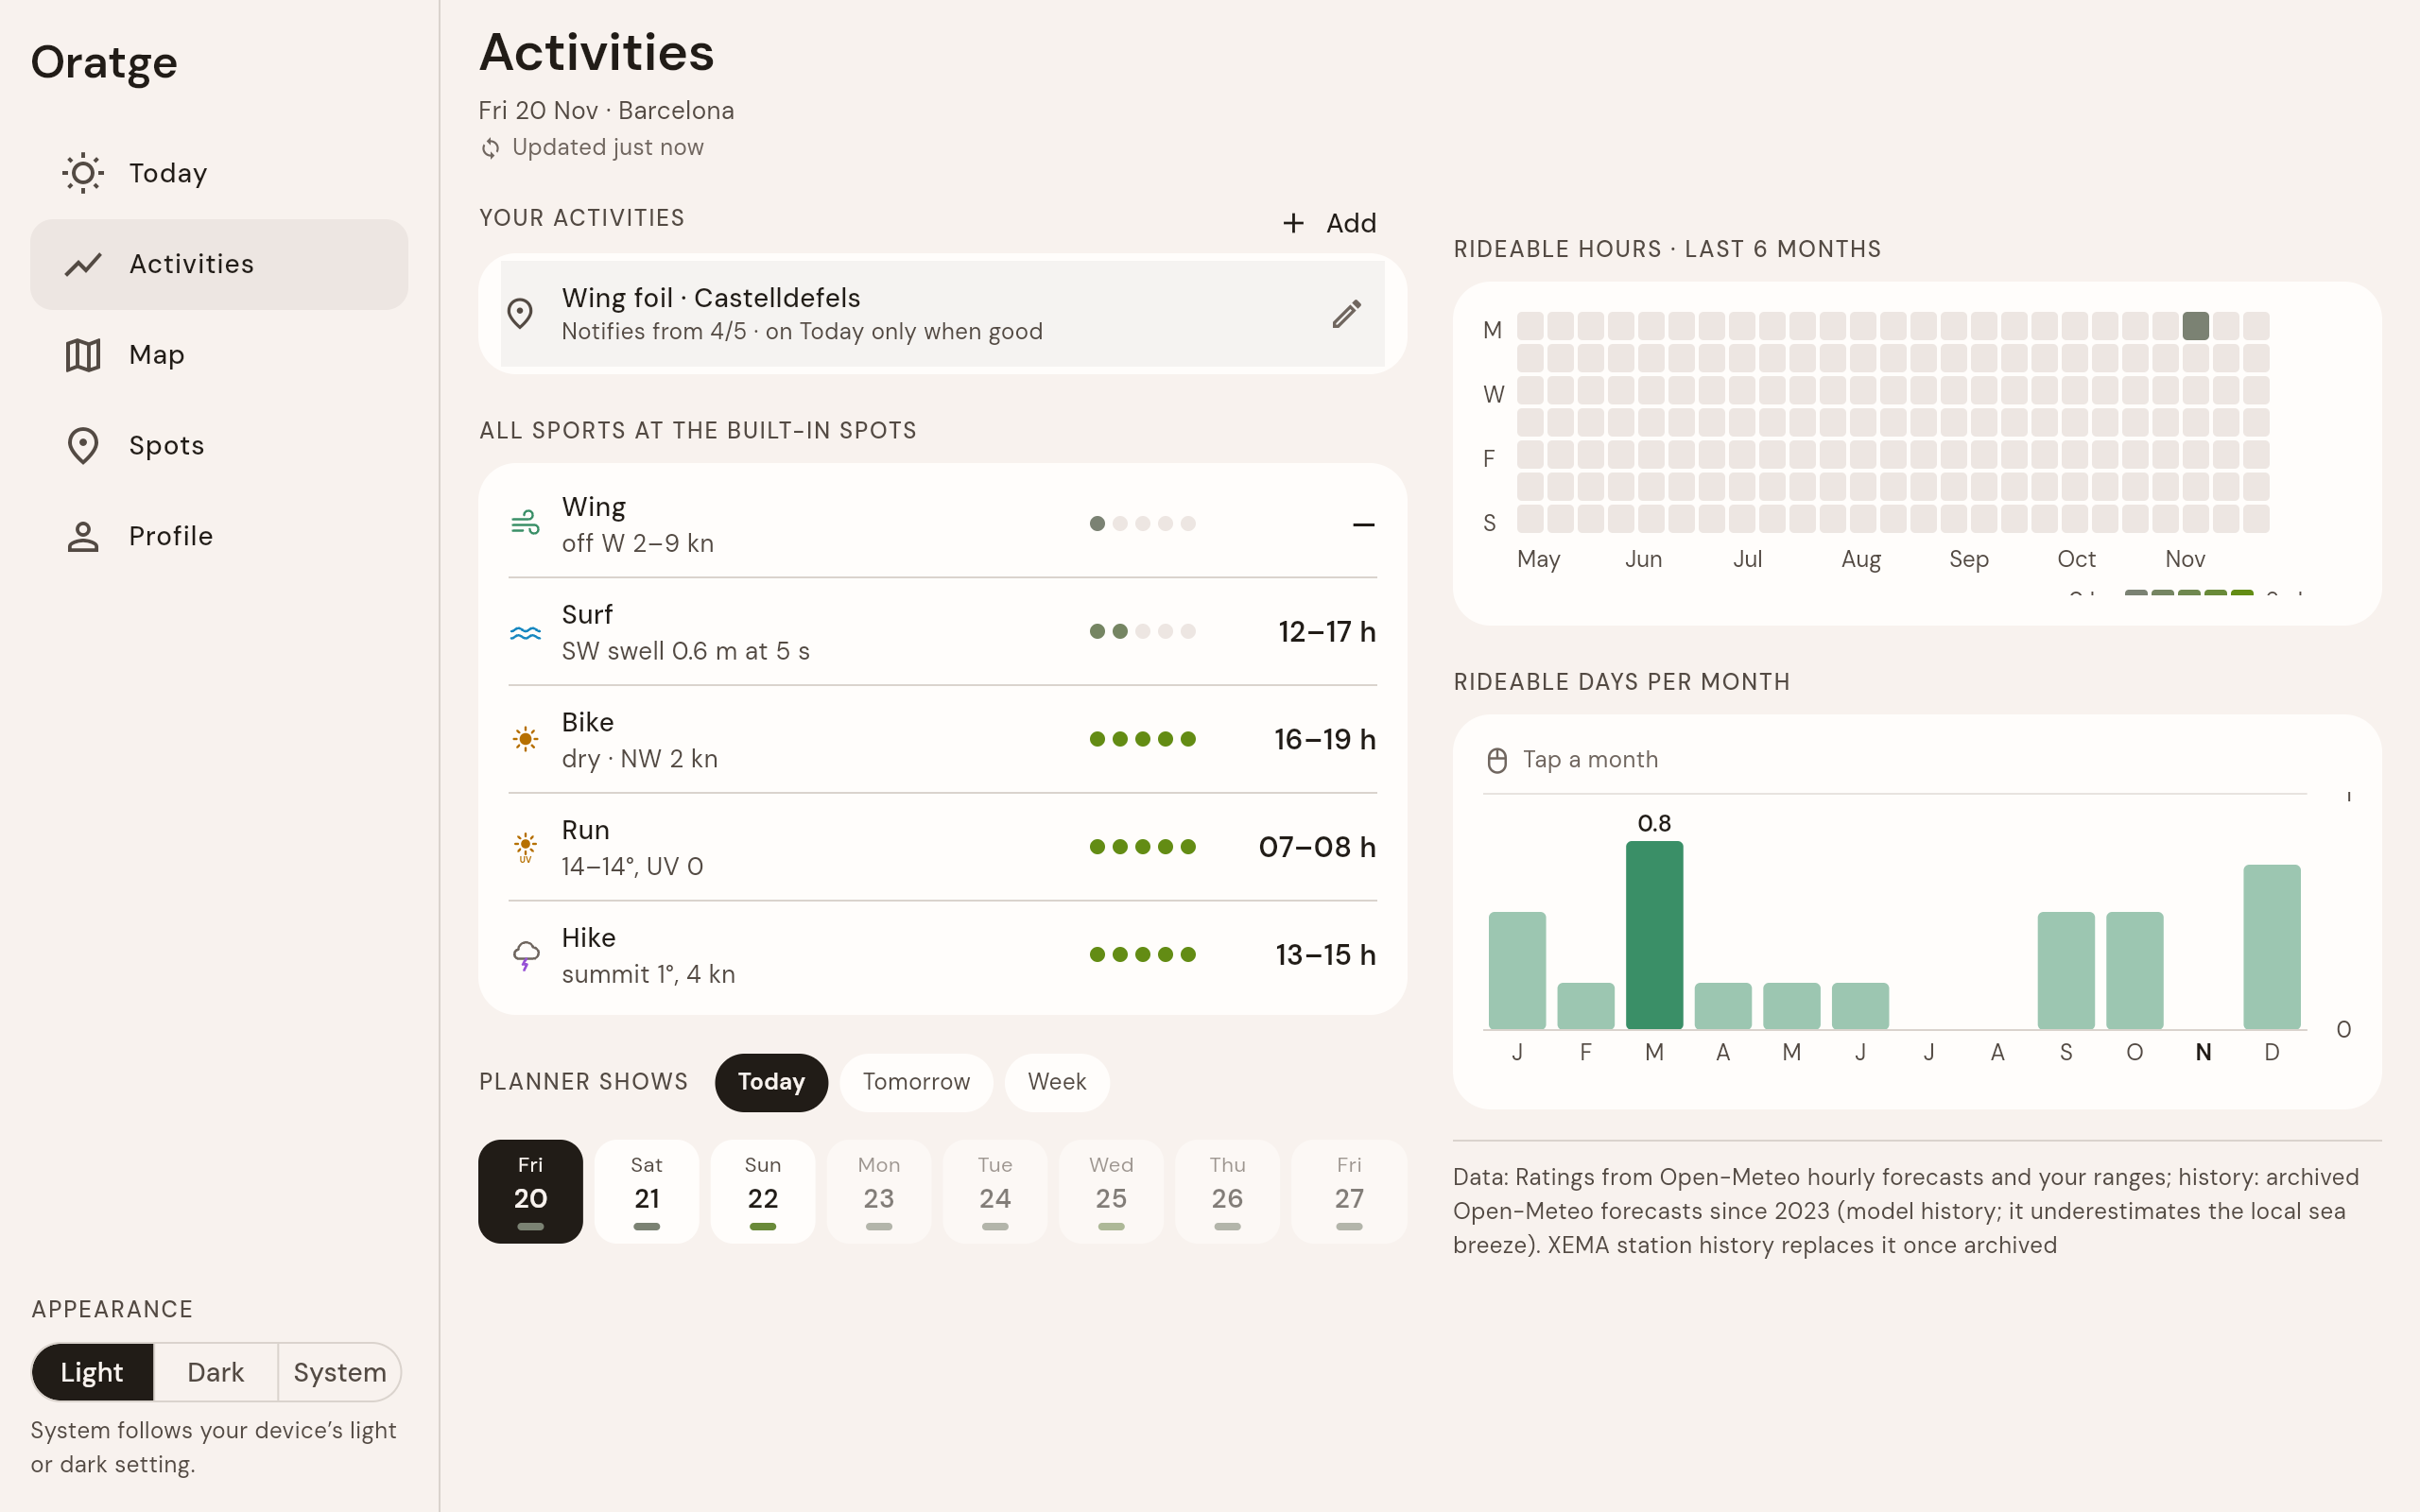 Oratge
Today
Activities
Map
Spots
Profile
APPEARANCE
Light
Dark
System
System follows your device’s light
or dark setting.
Activities
Fri 20 Nov · Barcelona
Updated just now
YOUR ACTIVITIES
+ Add
Wing foil · Castelldefels
Notifies from 4/5 · on Today only when good
ALL SPORTS AT THE BUILT-IN SPOTS
Wing
off W 2–9 kn
–
Surf
SW swell 0.6 m at 5 s
12–17 h
Bike
dry · NW 2 kn
16–19 h
Run
14–14°, UV 0
07–08 h
UV
Hike
summit 1°, 4 kn
13–15 h
PLANNER SHOWS
Today
Tomorrow
Week
Fri 20
Sat 21
Sun 22
Mon 23
Tue 24
Wed 25
Thu 26
Fri 27
RIDEABLE HOURS · LAST 6 MONTHS
M
W
F
S
May Jun Jul Aug Sep Oct Nov
RIDEABLE DAYS PER MONTH
Tap a month
0.8
0
J F M A M J J A S O N D
Data: Ratings from Open-Meteo hourly forecasts and your ranges; history: archived
Open-Meteo forecasts since 2023 (model history; it underestimates the local sea
breeze). XEMA station history replaces it once archived